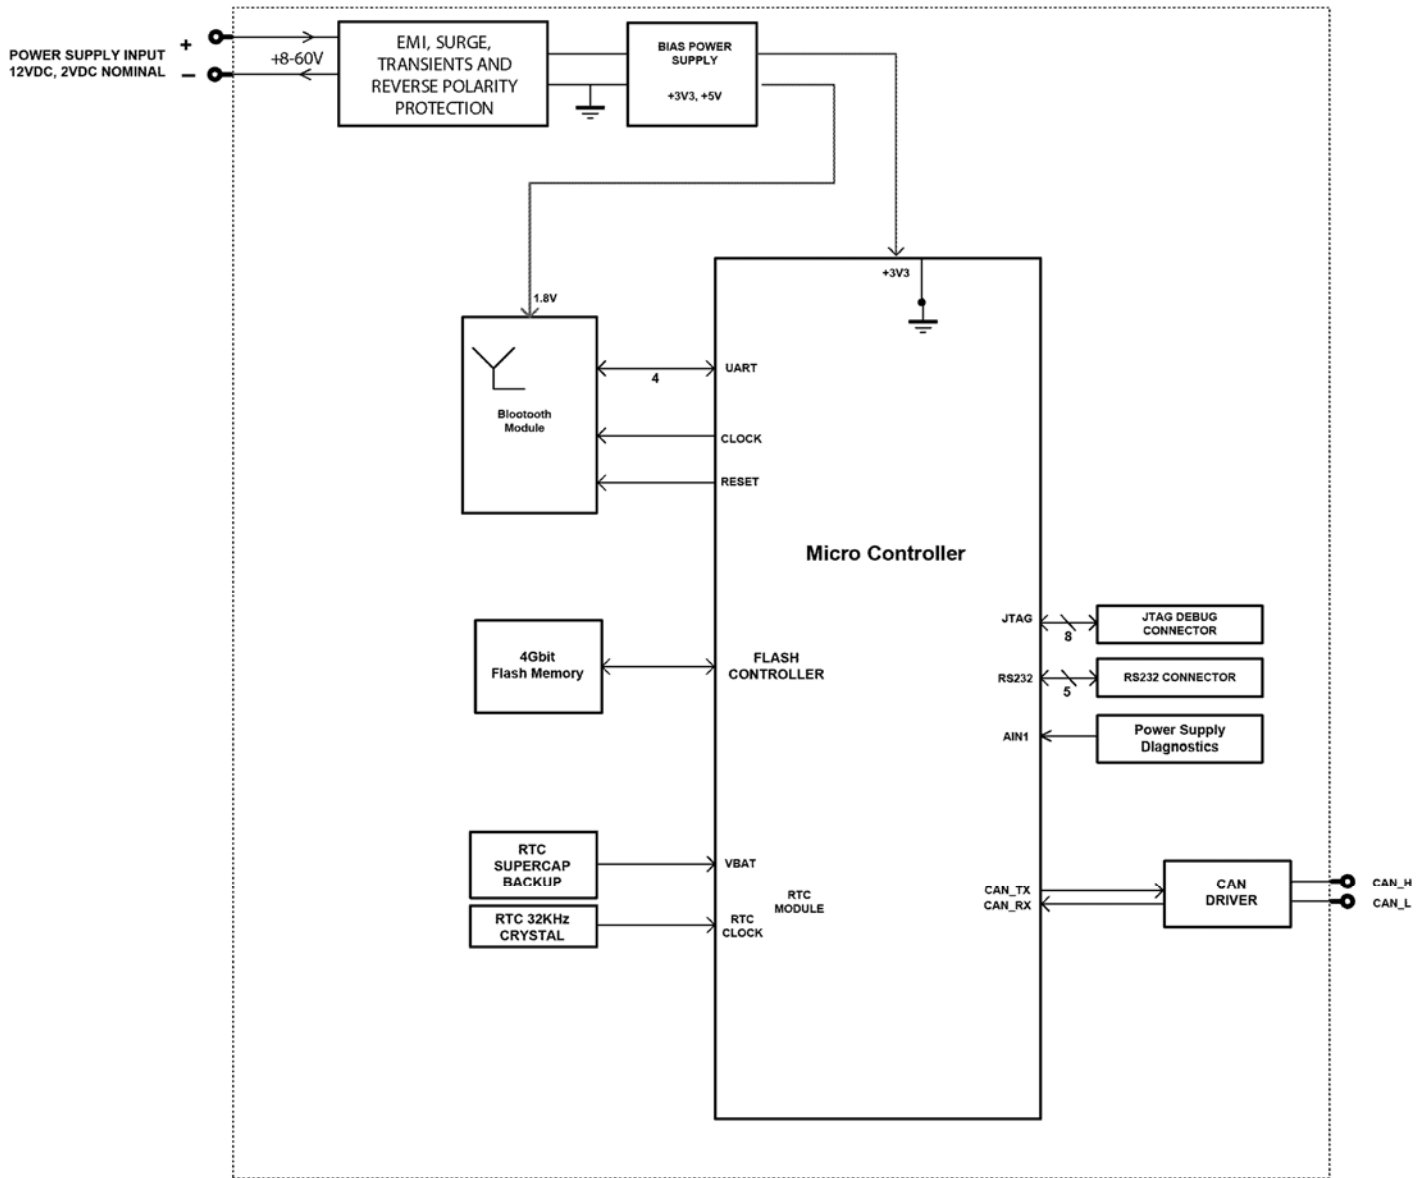 POWER SUPPLY INPUT
12VDC, 2VDC NOMINAL
+
−
+8-60V
EMI, SURGE,
TRANSIENTS AND
REVERSE POLARITY
PROTECTION
BIAS POWER
SUPPLY
+3V3, +5V
+3V3
1.8V
Blootooth
Module
4
UART
CLOCK
RESET
Micro Controller
JTAG
8
JTAG DEBUG
CONNECTOR
4Gbit
Flash Memory
FLASH
CONTROLLER
RS232
5
RS232 CONNECTOR
AIN1
Power Supply
DIagnostics
RTC
SUPERCAP
BACKUP
VBAT
RTC
MODULE
RTC 32KHz
CRYSTAL
RTC
CLOCK
CAN_TX
CAN_RX
CAN
DRIVER
CAN_H
CAN_L